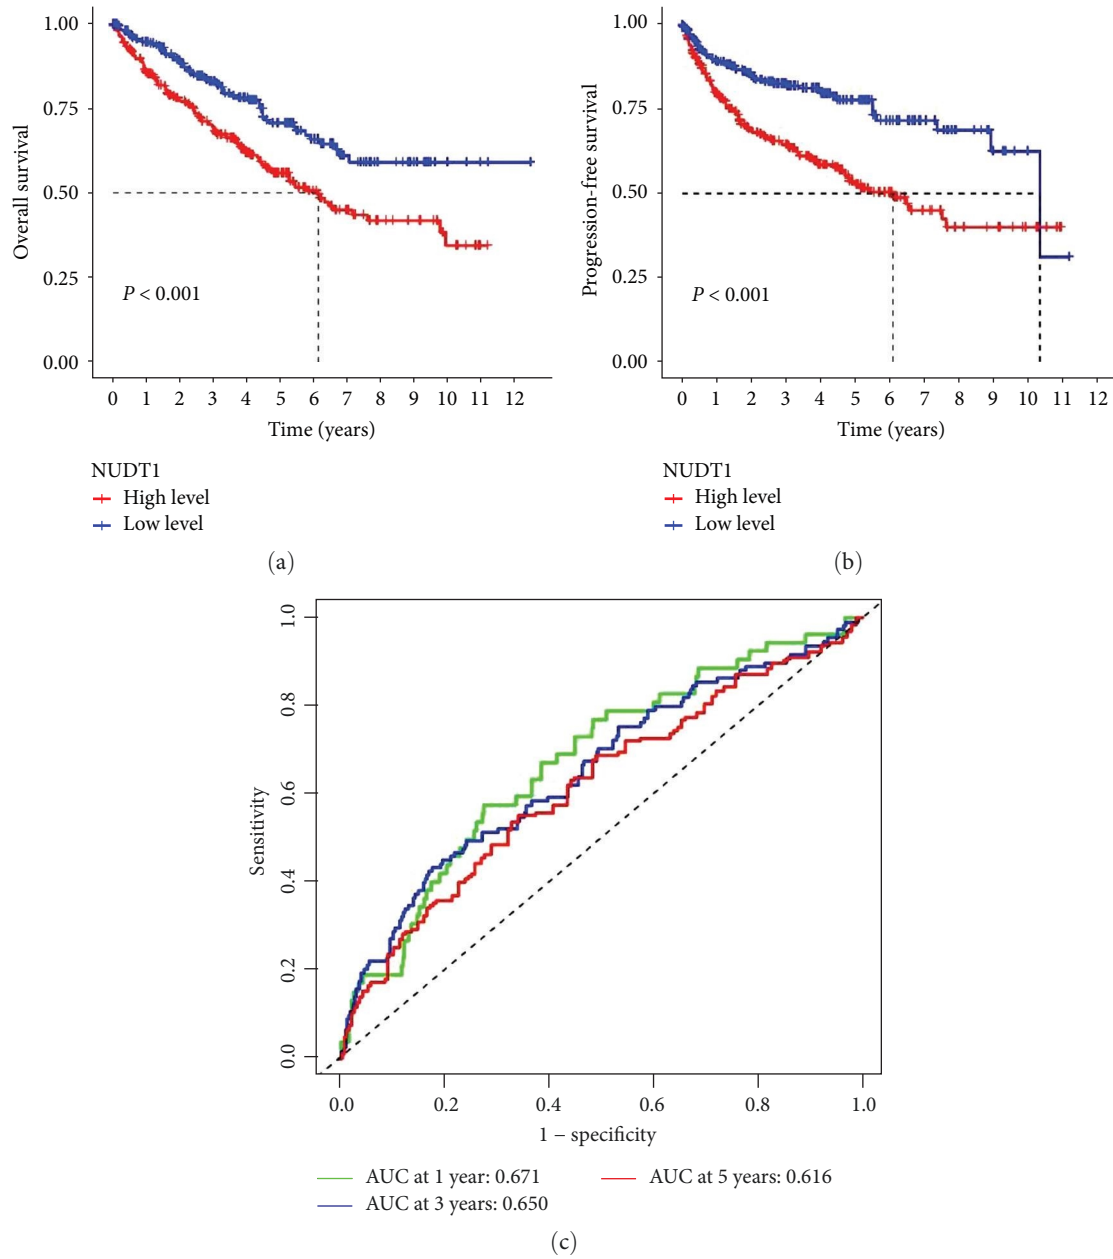 1.00
0.75
0.50
0.25
0.00
Overall survival
P < 0.001
0 1 2 3 4 5 6 7 8 9 10 11 12
Time (years)
NUDT1
High level
Low level
(a)
1.00
0.75
0.50
0.25
0.00
Progression-free survival
P < 0.001
0 1 2 3 4 5 6 7 8 9 10 11 12
Time (years)
NUDT1
High level
Low level
(b)
1.0
0.8
0.6
0.4
0.2
0.0
Sensitivity
0.0 0.2 0.4 0.6 0.8 1.0
1 − specificity
AUC at 1 year: 0.671
AUC at 3 years: 0.650
AUC at 5 years: 0.616
(c)